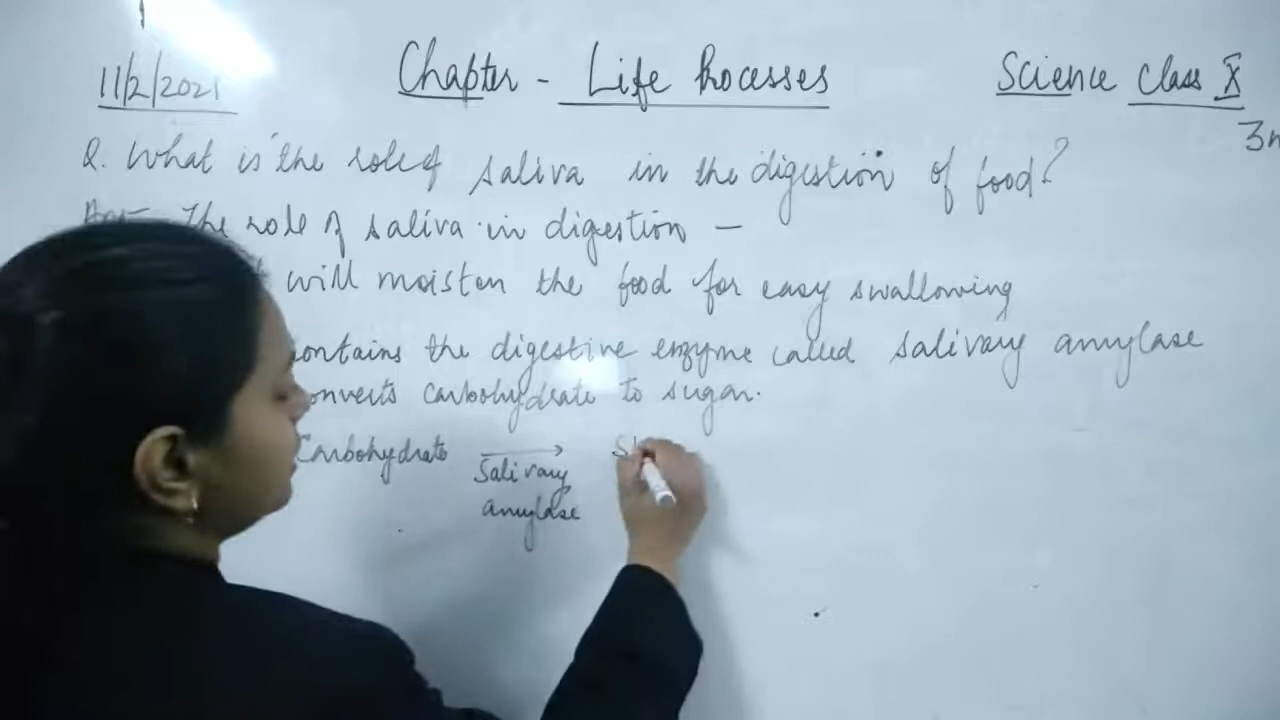 11/2/2021 Chapter - Life Processes Science Class X
Q. What is the role of saliva in the digestion of food?
The role of saliva in digestion -
will moisten the food for easy swallowing
contains the digestive enzyme called salivary amylase
converts carbohydrate to sugar.
Carbohydrate
Salivary
amylase